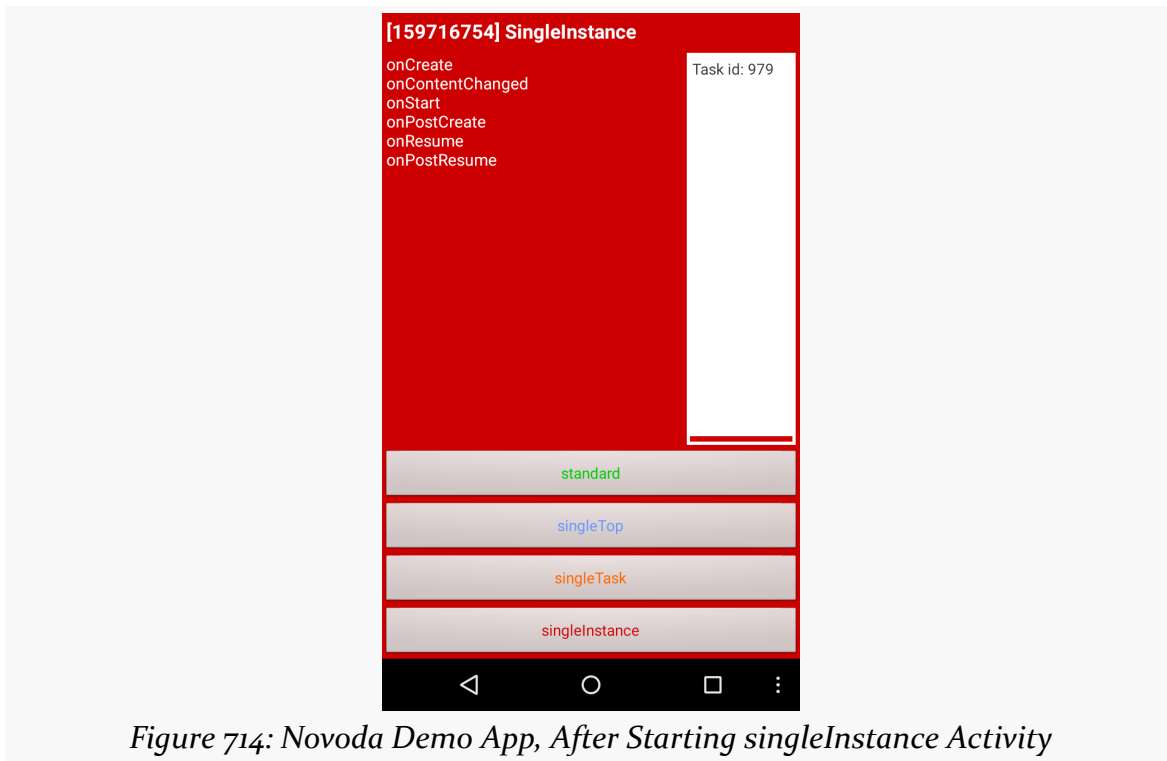 [159716754] SingleInstance
onCreate
onContentChanged
onStart
onPostCreate
onResume
onPostResume
Task id: 979
standard
singleTop
singleTask
singleInstance
Figure 714: Novoda Demo App, After Starting singleInstance Activity